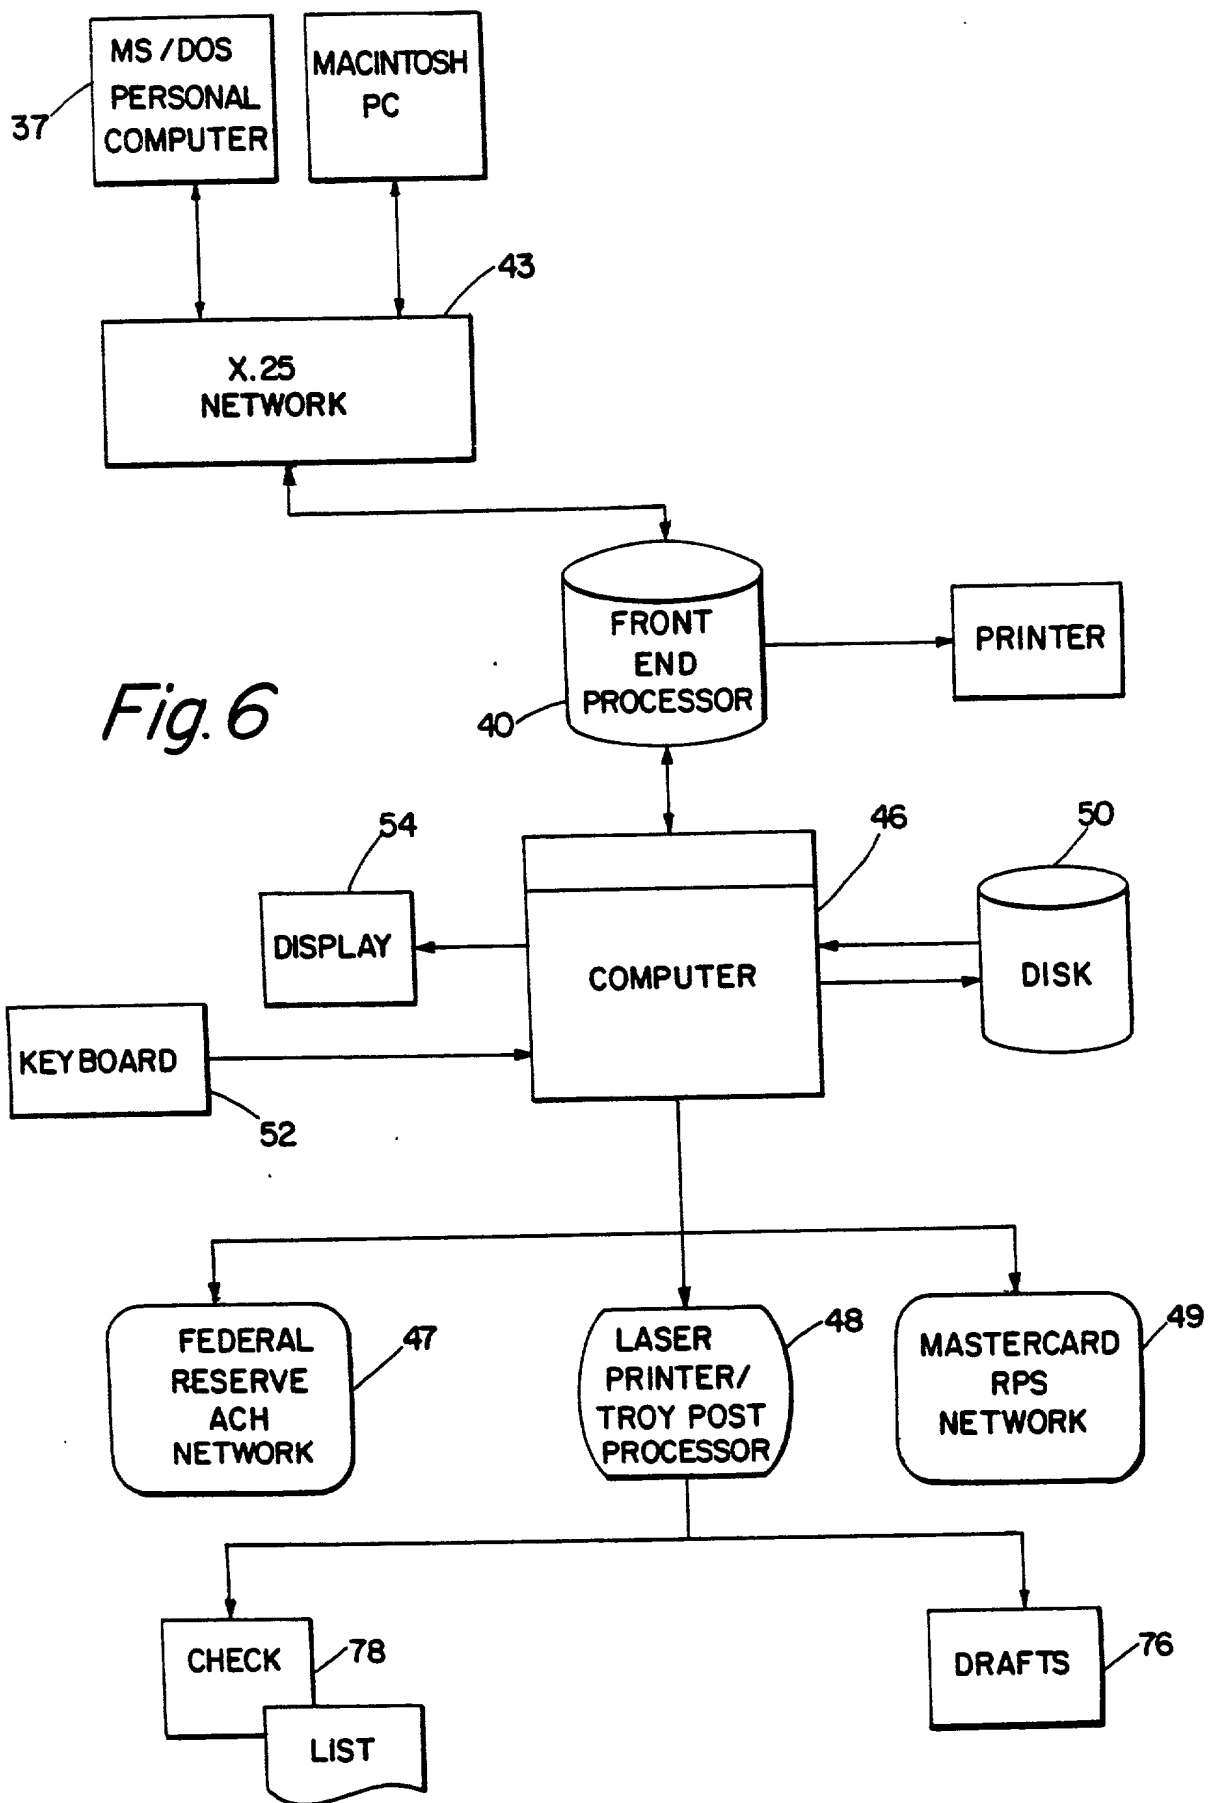 MS/DOS
PERSONAL
COMPUTER
MACINTOSH
PC
37
43
X.25
NETWORK
FRONT
END
PROCESSOR
PRINTER
40
Fig. 6
54
46
50
DISPLAY
COMPUTER
DISK
KEYBOARD
52
FEDERAL
RESERVE
ACH
NETWORK
47
LASER
PRINTER/
TROY POST
PROCESSOR
48
MASTERCARD
RPS
NETWORK
49
CHECK
78
LIST
DRAFTS
76